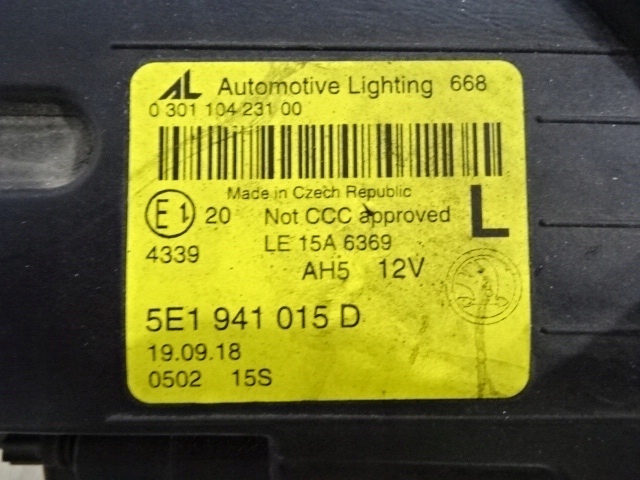 AL Automotive Lighting 668
0 301 104 231 00
Made in Czech Republic
E1 20 Not CCC approved L
4339 LE 15A 6369
AH5 12V
5E1 941 015 D
19.09.18
0502 15S